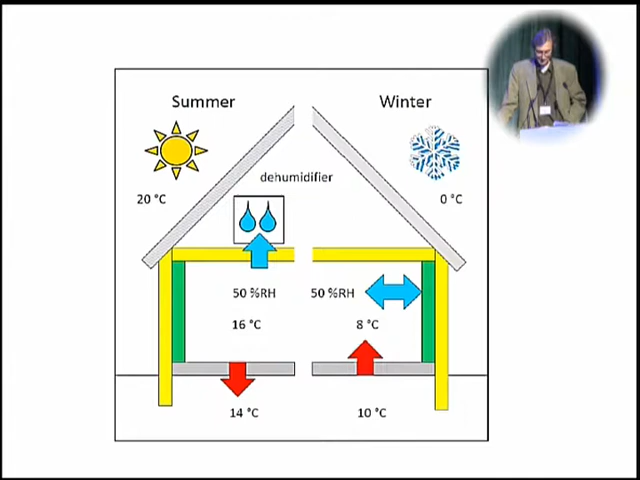 Summer
Winter
dehumidifier
20 °C
0 °C
50 %RH
50 %RH
16 °C
8 °C
14 °C
10 °C